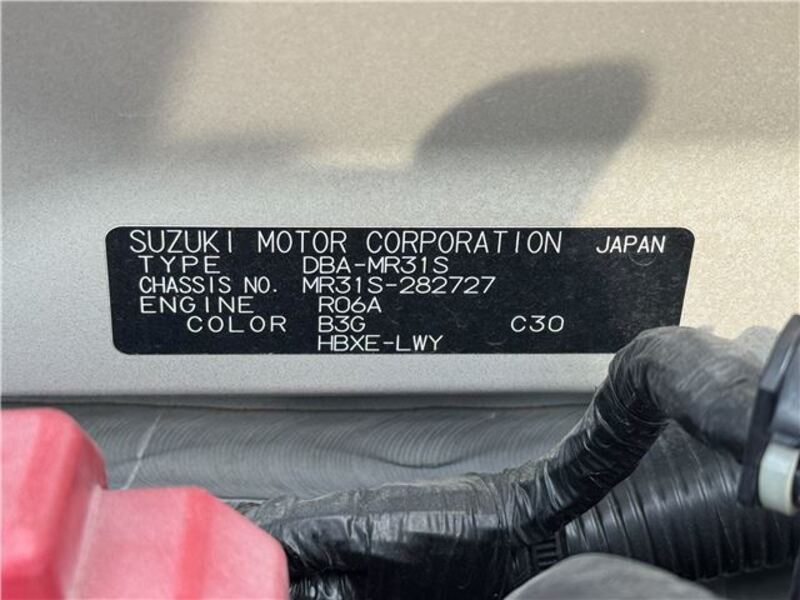 SUZUKI MOTOR CORPORATION JAPAN
TYPE DBA-MR31S
CHASSIS NO. MR31S-282727
ENGINE R06A
COLOR B3G C30
HBXE-LWY